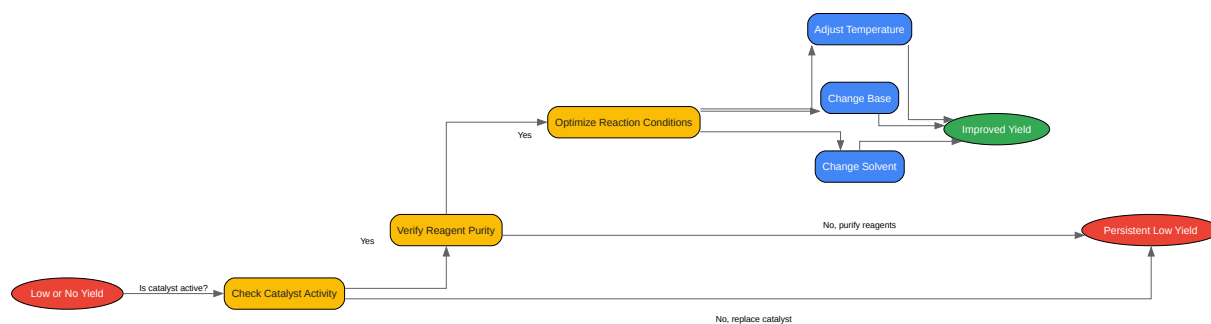 Adjust Temperature
Change Base
Optimize Reaction Conditions
Improved Yield
Yes
Change Solvent
Verify Reagent Purity
No, purify reagents
Persistent Low Yield
Yes
Low or No Yield
Is catalyst active?
Check Catalyst Activity
No, replace catalyst